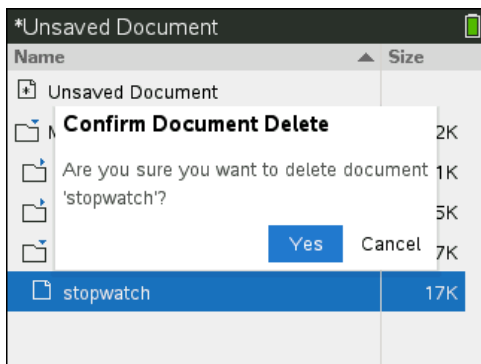 *Unsaved Document
Name Size
Unsaved Document
2K
Confirm Document Delete
Are you sure you want to delete document 1K
'stopwatch'?
5K
Yes Cancel 7K
stopwatch 17K